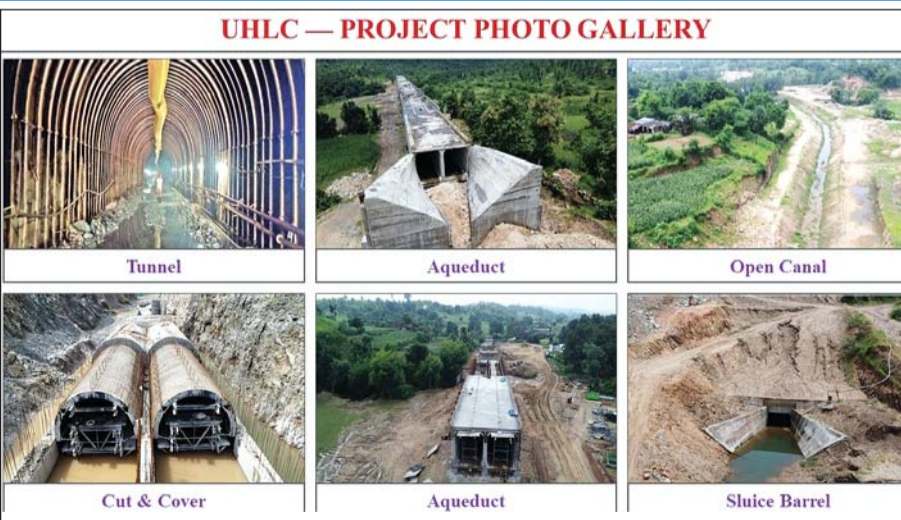 UHLC — PROJECT PHOTO GALLERY
Tunnel
Aqueduct
Open Canal
Cut & Cover
Aqueduct
Sluice Barrel